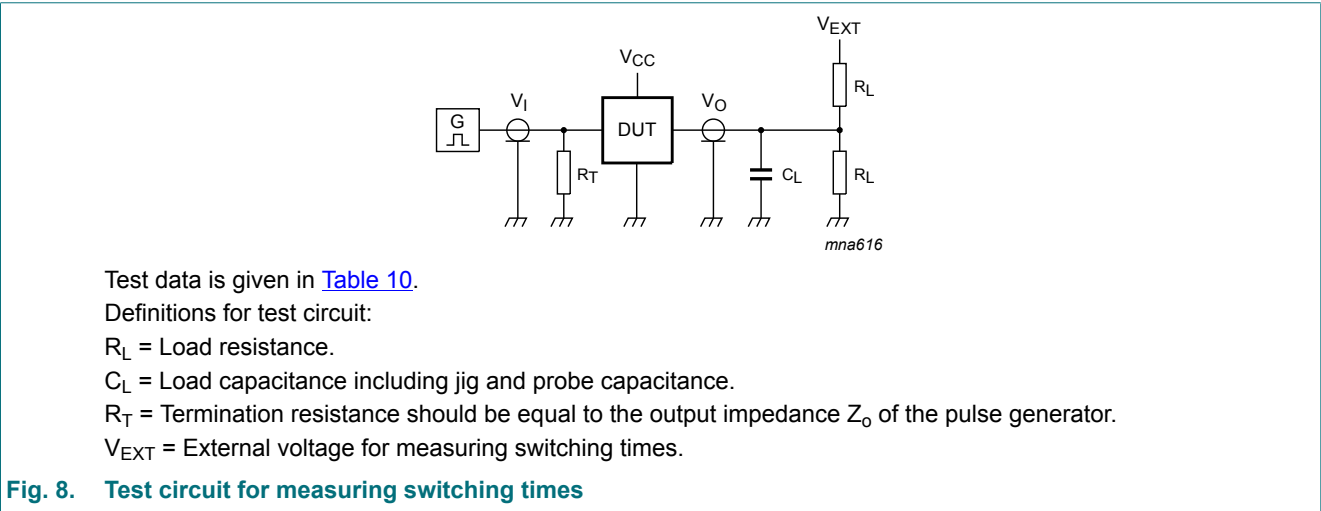 VEXT
VCC
RL
VI
VO
G
DUT
RT
CL
RL
mna616
Test data is given in Table 10.
Definitions for test circuit:
RL = Load resistance.
CL = Load capacitance including jig and probe capacitance.
RT = Termination resistance should be equal to the output impedance Zo of the pulse generator.
VEXT = External voltage for measuring switching times.
Fig. 8. Test circuit for measuring switching times